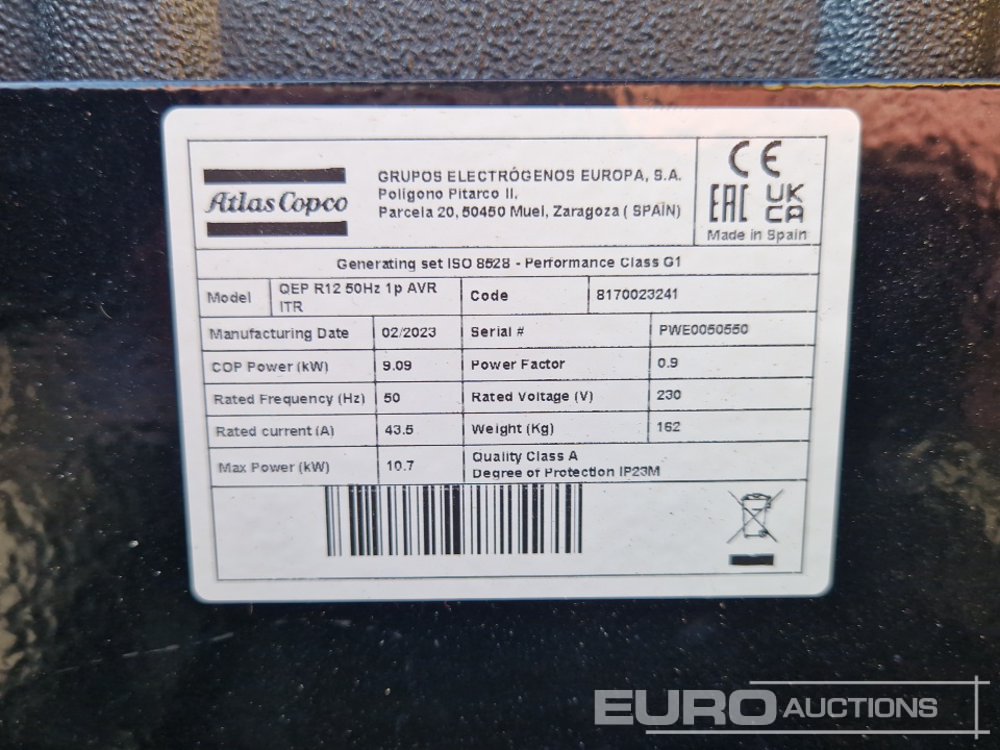 Atlas Copco
GRUPOS ELECTRÓGENOS EUROPA, S.A.
Polígono Pitarco II,
Parcela 20, 50450 Muel, Zaragoza ( SPAIN)
CE
EAC UK
CA
Made in Spain
Generating set ISO 8528 - Performance Class G1
Model QEP R12 50Hz 1p AVR
ITR
Code 8170023241
Manufacturing Date 02/2023 Serial # PWE0050550
COP Power (kW) 9.09 Power Factor 0.9
Rated Frequency (Hz) 50 Rated Voltage (V) 230
Rated current (A) 43.5 Weight (Kg) 162
Max Power (kW) 10.7 Quality Class A
Degree of Protection IP23M
EURO AUCTIONS